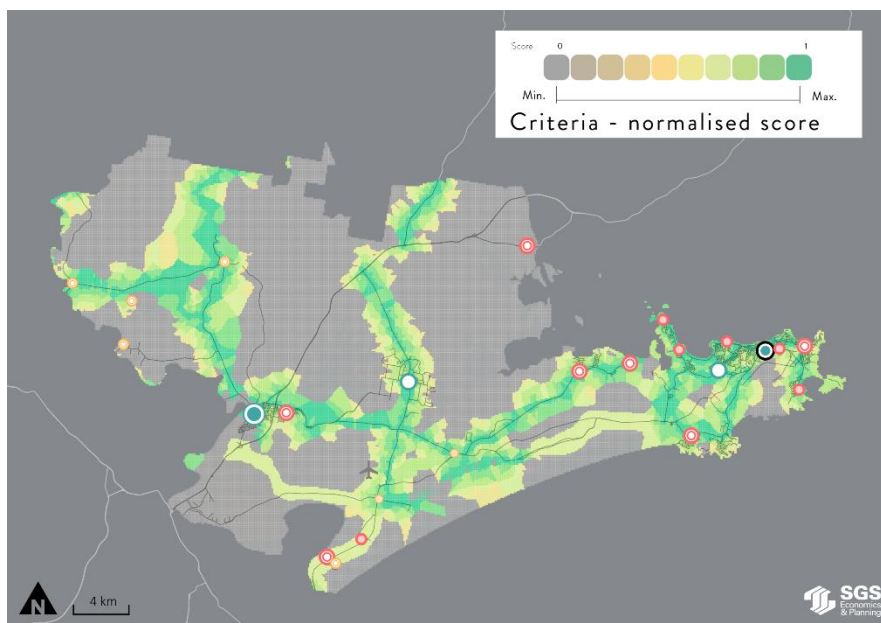 Score 0 1
Min. Max.
Criteria - normalised score
N
4 km
SGS
Economics
& Planning